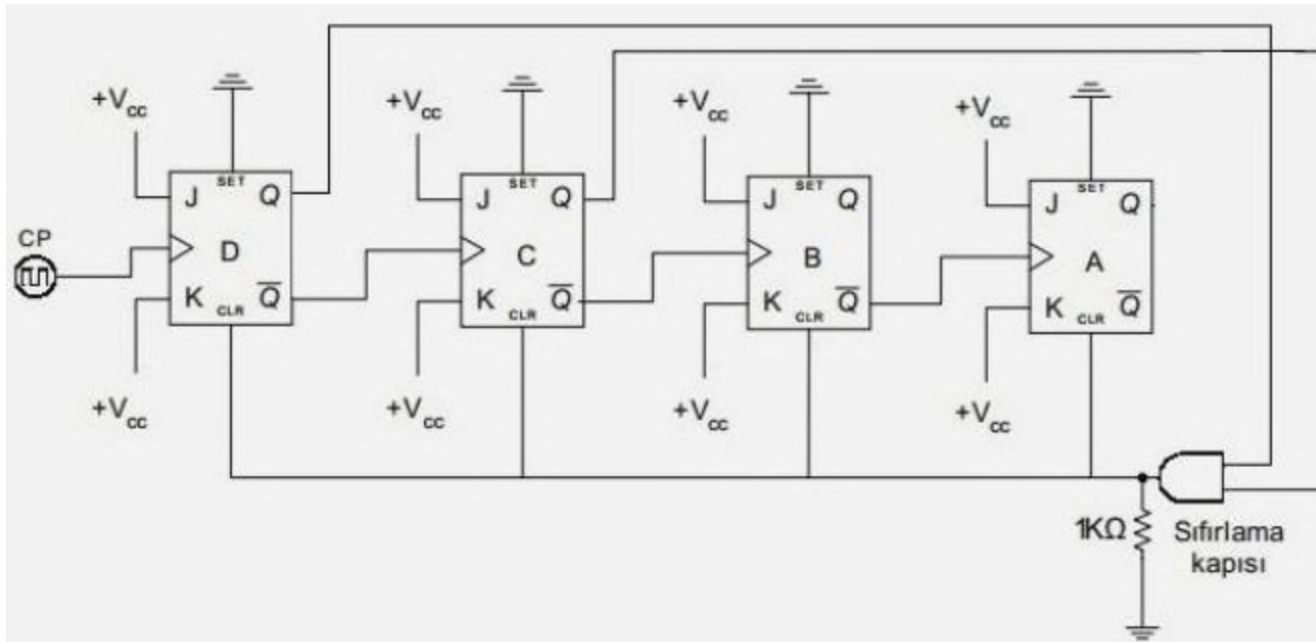 +Vcc
+Vcc
+Vcc
+Vcc
SET
SET
SET
SET
J
Q
J
Q
J
Q
J
Q
CP
D
C
B
A
K
Q̅
K
Q̅
K
Q̅
K
Q̅
CLR
CLR
CLR
CLR
+Vcc
+Vcc
+Vcc
+Vcc
1KΩ
Sıfırlama
kapısı